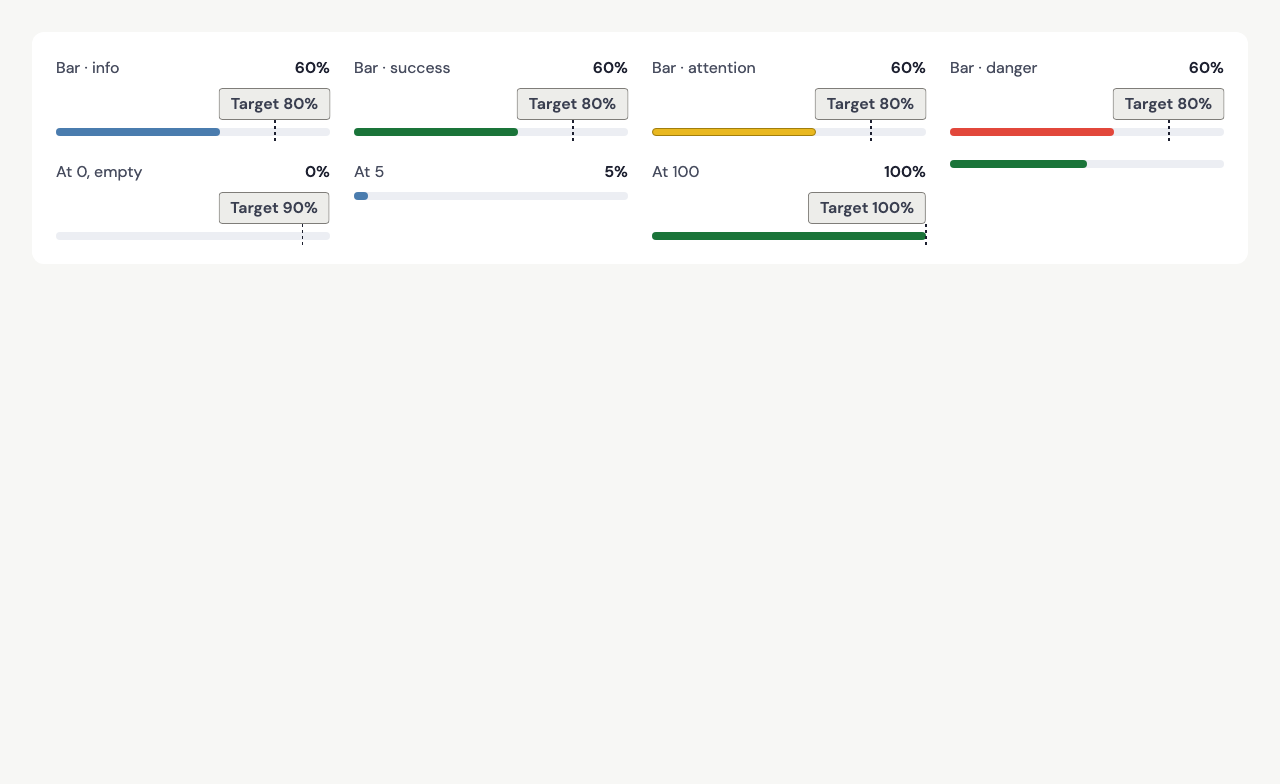 Bar · info 60%
Target 80%
Bar · success 60%
Target 80%
Bar · attention 60%
Target 80%
Bar · danger 60%
Target 80%
At 0, empty 0%
Target 90%
At 5 5%
At 100 100%
Target 100%